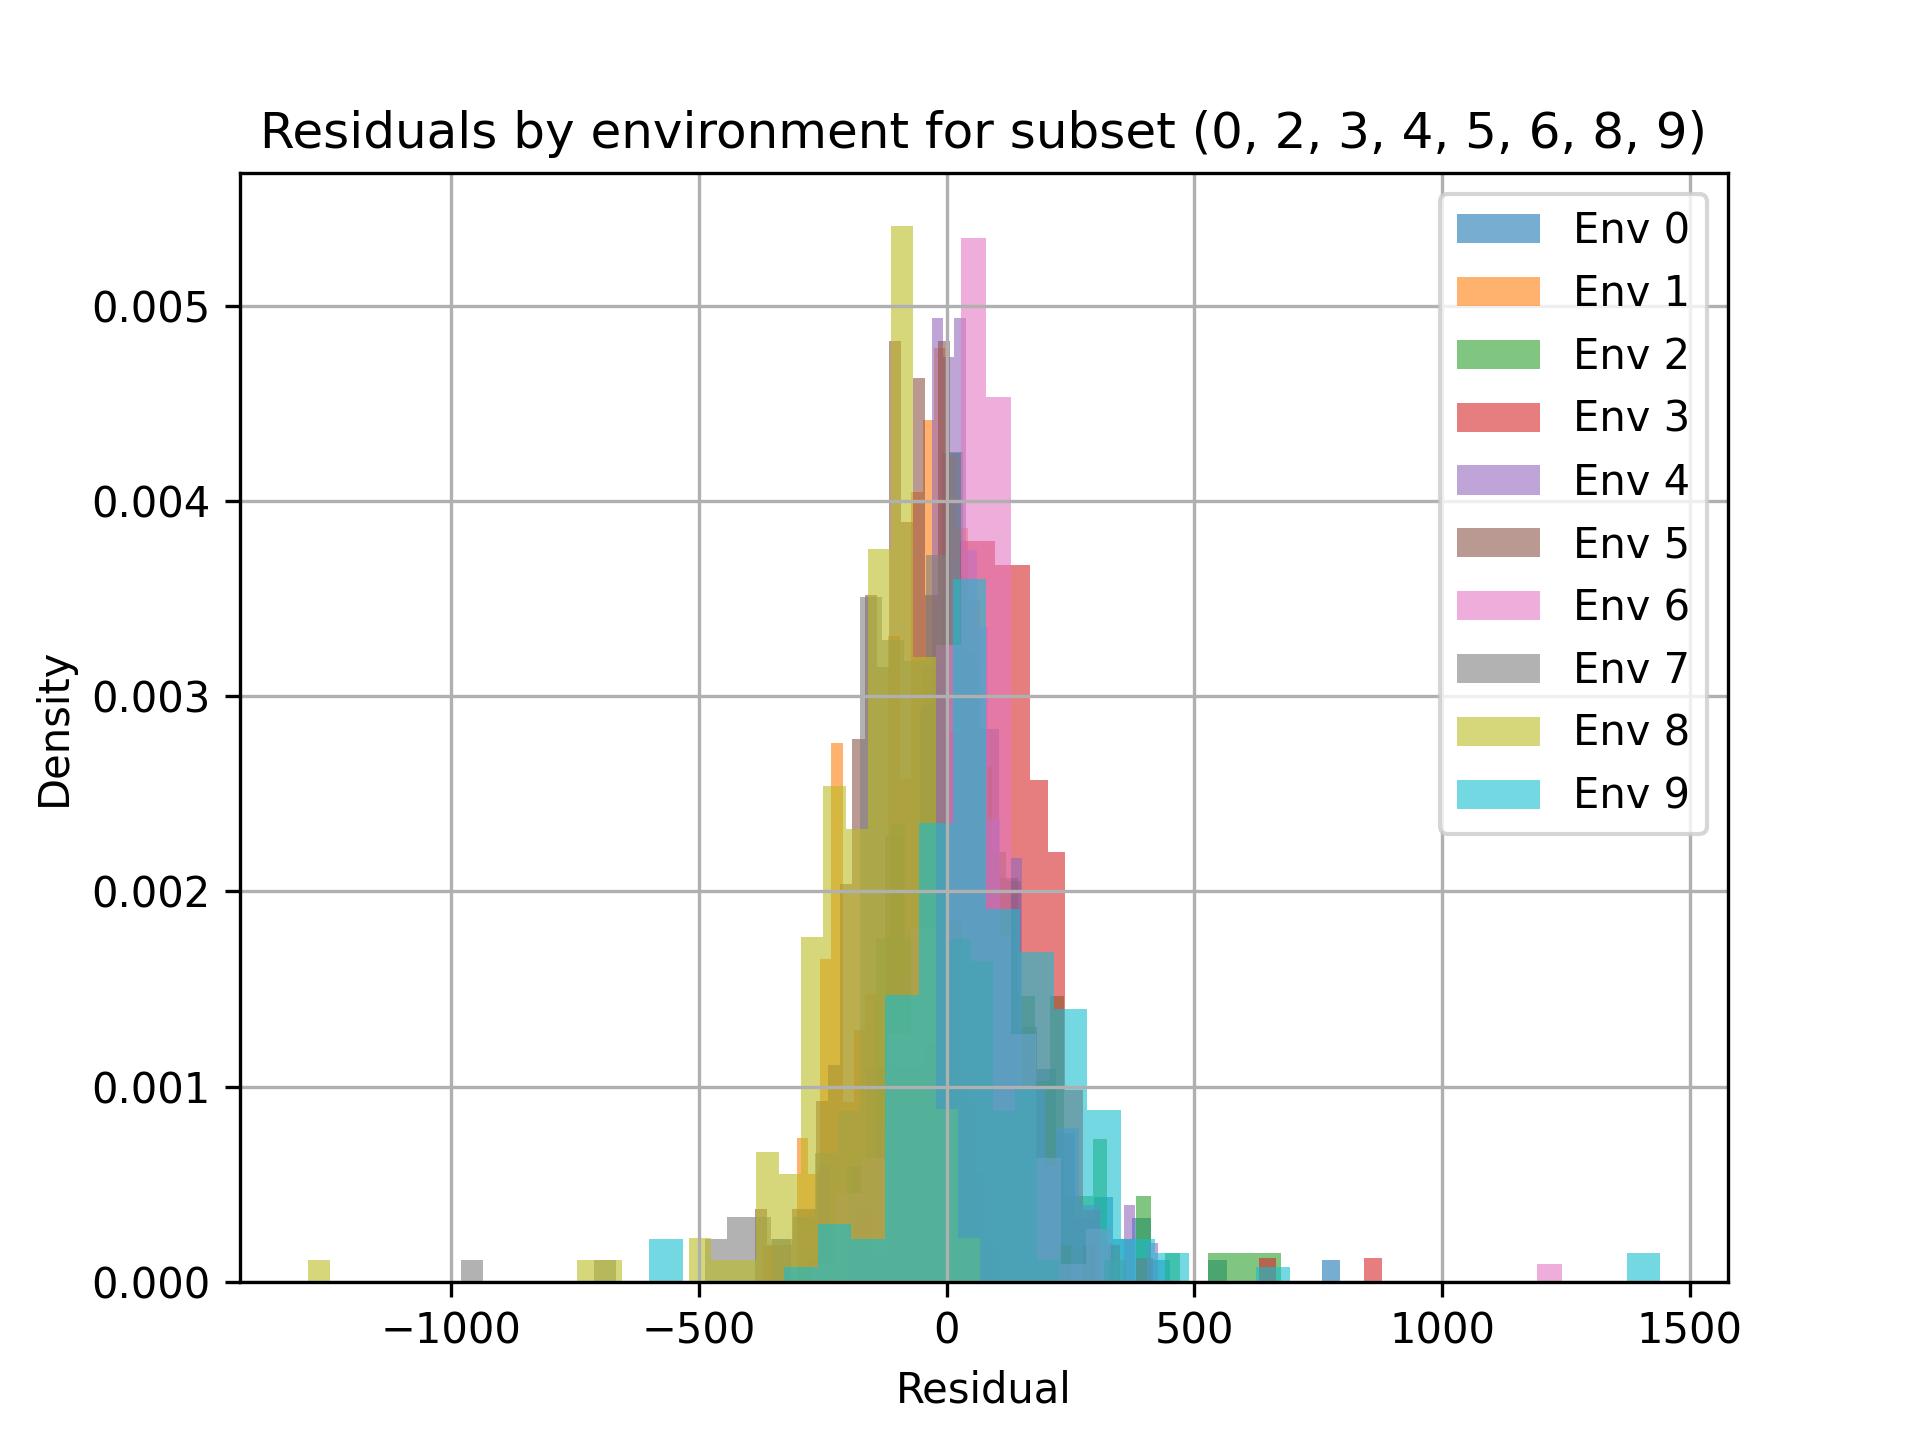 Residuals by environment for subset (0, 2, 3, 4, 5, 6, 8, 9)
Env 0
Env 1
Env 2
Env 3
Env 4
Env 5
Env 6
Env 7
Env 8
Env 9
Density
0.005
0.004
0.003
0.002
0.001
0.000
−1000
−500
0
500
1000
1500
Residual